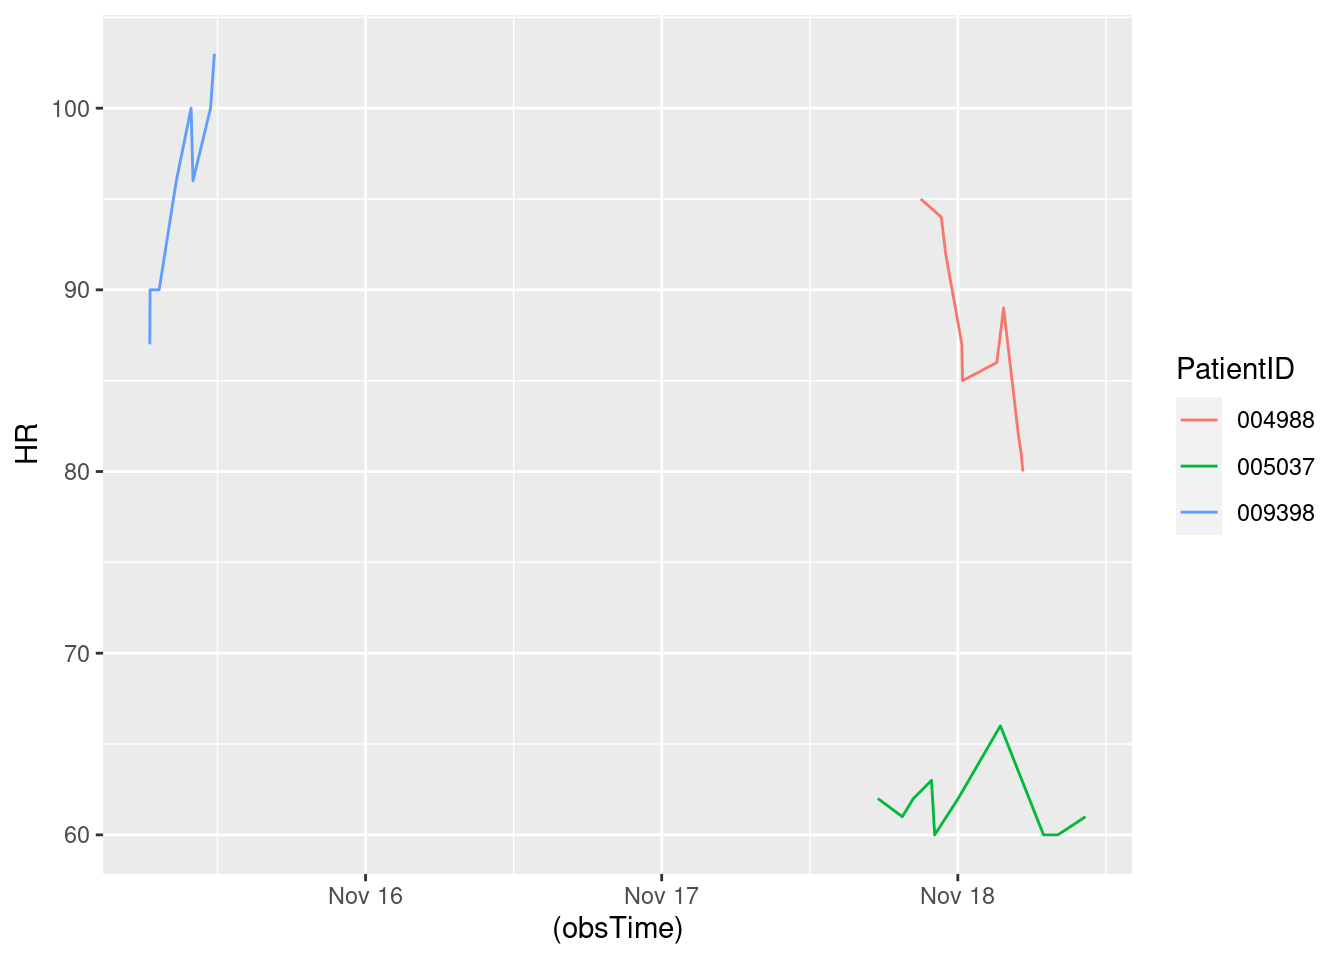 100
90
80
70
60
HR
Nov 16
Nov 17
Nov 18
(obsTime)
PatientID
004988
005037
009398